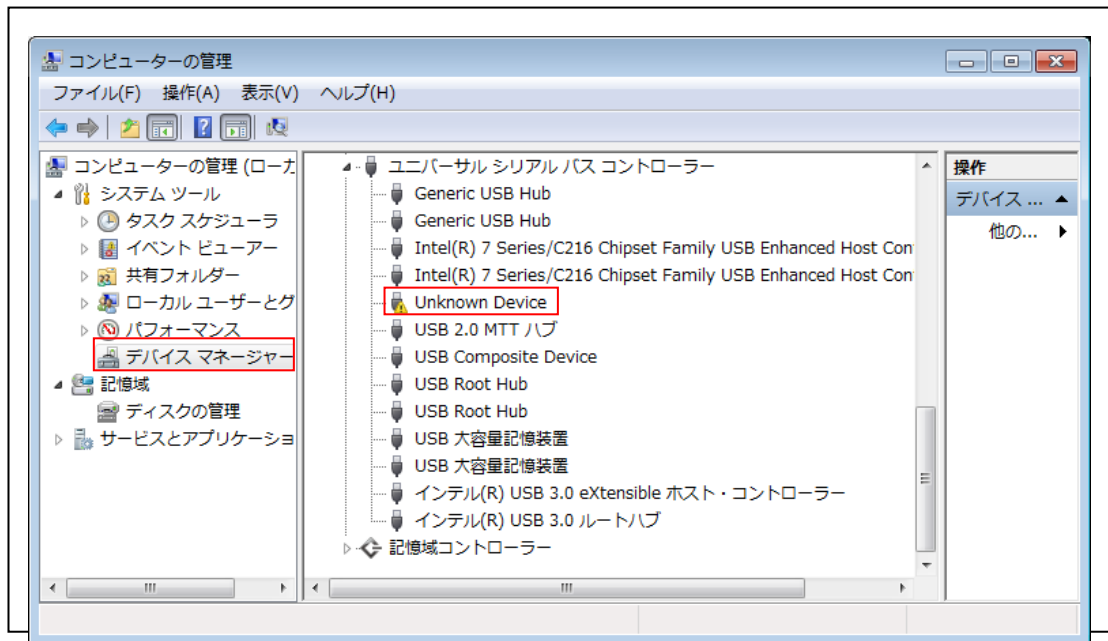 コンピューターの管理
ファイル(F) 操作(A) 表示(V) ヘルプ(H)
コンピューターの管理 (ローカ
システム ツール
タスク スケジューラ
イベント ビューアー
共有フォルダー
ローカル ユーザーとグ
パフォーマンス
デバイス マネージャー
記憶域
ディスクの管理
サービスとアプリケーショ
ユニバーサル シリアル バス コントローラー
Generic USB Hub
Generic USB Hub
Intel(R) 7 Series/C216 Chipset Family USB Enhanced Host Con
Intel(R) 7 Series/C216 Chipset Family USB Enhanced Host Con
Unknown Device
USB 2.0 MTT ハブ
USB Composite Device
USB Root Hub
USB Root Hub
USB 大容量記憶装置
USB 大容量記憶装置
インテル(R) USB 3.0 eXtensible ホスト・コントローラー
インテル(R) USB 3.0 ルートハブ
記憶域コントローラー
操作
デバイス ...
他の...